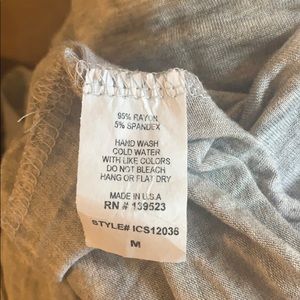 95% RAYON
5% SPANDEX
HAND WASH
COLD WATER
WITH LIKE COLORS
DO NOT BLEACH
HANG OR FLAT DRY
MADE IN U.S.A
RN # 139523
STYLE# ICS12036
M